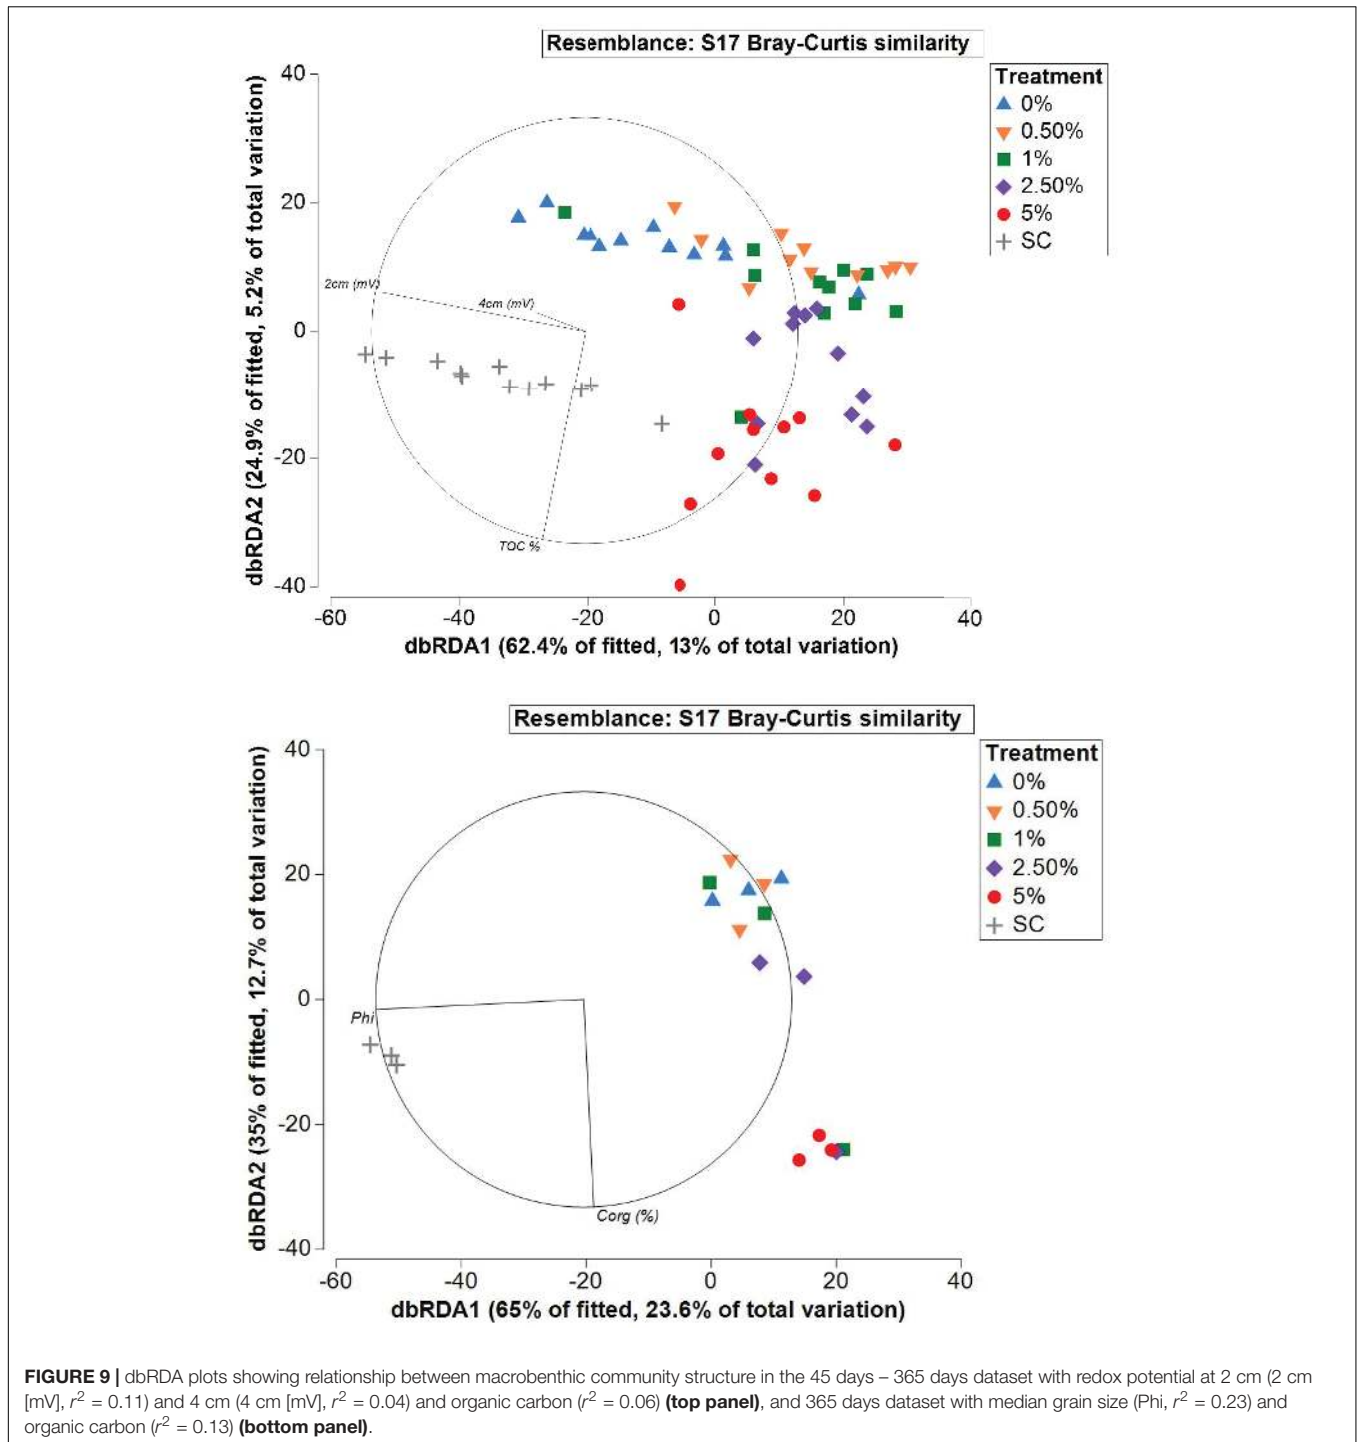 Resemblance: S17 Bray-Curtis similarity
Treatment
0%
0.50%
1%
2.50%
5%
SC
40
20
0
-20
-40
dbRDA2 (24.9% of fitted, 5.2% of total variation)
2cm (mV)
4cm (mV)
TOC %
-60 -40 -20 0 20 40
dbRDA1 (62.4% of fitted, 13% of total variation)
Resemblance: S17 Bray-Curtis similarity
Treatment
0%
0.50%
1%
2.50%
5%
SC
40
20
0
-20
-40
dbRDA2 (35% of fitted, 12.7% of total variation)
Phi
Corg (%)
-60 -40 -20 0 20 40
dbRDA1 (65% of fitted, 23.6% of total variation)
FIGURE 9 | dbRDA plots showing relationship between macrobenthic community structure in the 45 days – 365 days dataset with redox potential at 2 cm (2 cm
[mV], r² = 0.11) and 4 cm (4 cm [mV], r² = 0.04) and organic carbon (r² = 0.06) (top panel), and 365 days dataset with median grain size (Phi, r² = 0.23) and
organic carbon (r² = 0.13) (bottom panel).